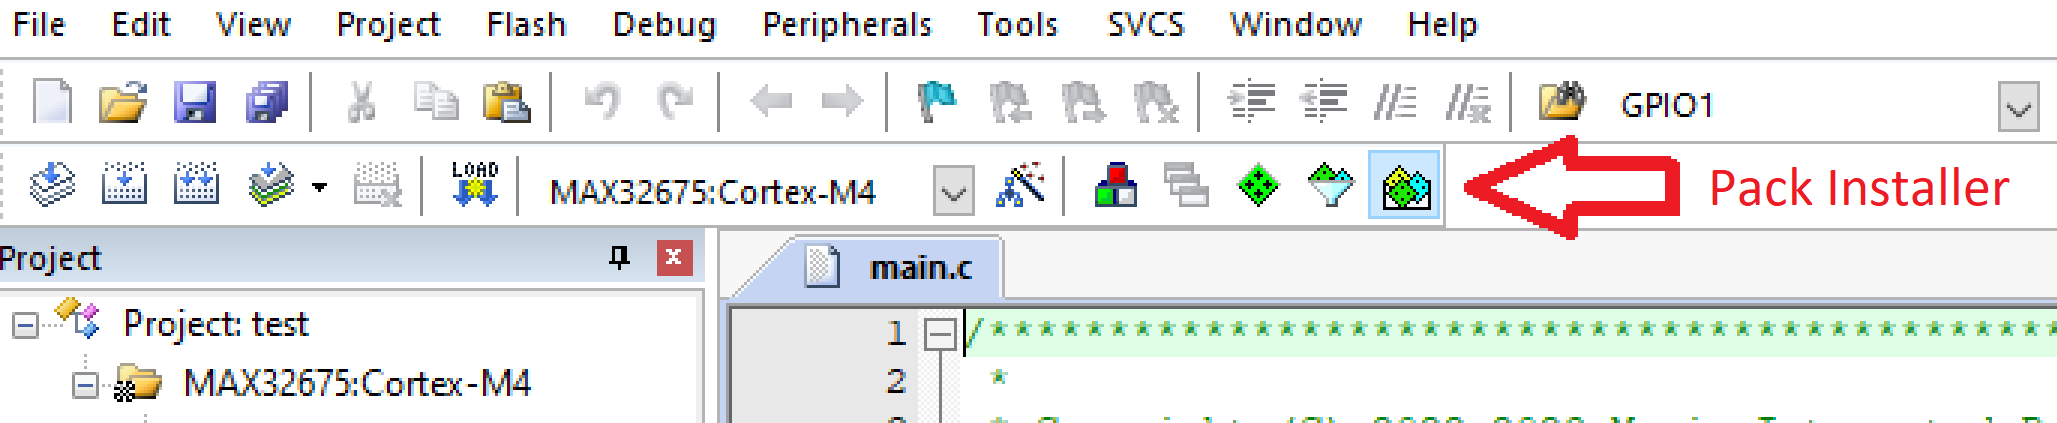 File Edit View Project Flash Debug Peripherals Tools SVCS Window Help
GPIO1
LOAD
MAX32675:Cortex-M4
Pack Installer
Project
main.c
Project: test
1 /********************************************
MAX32675:Cortex-M4
2 *